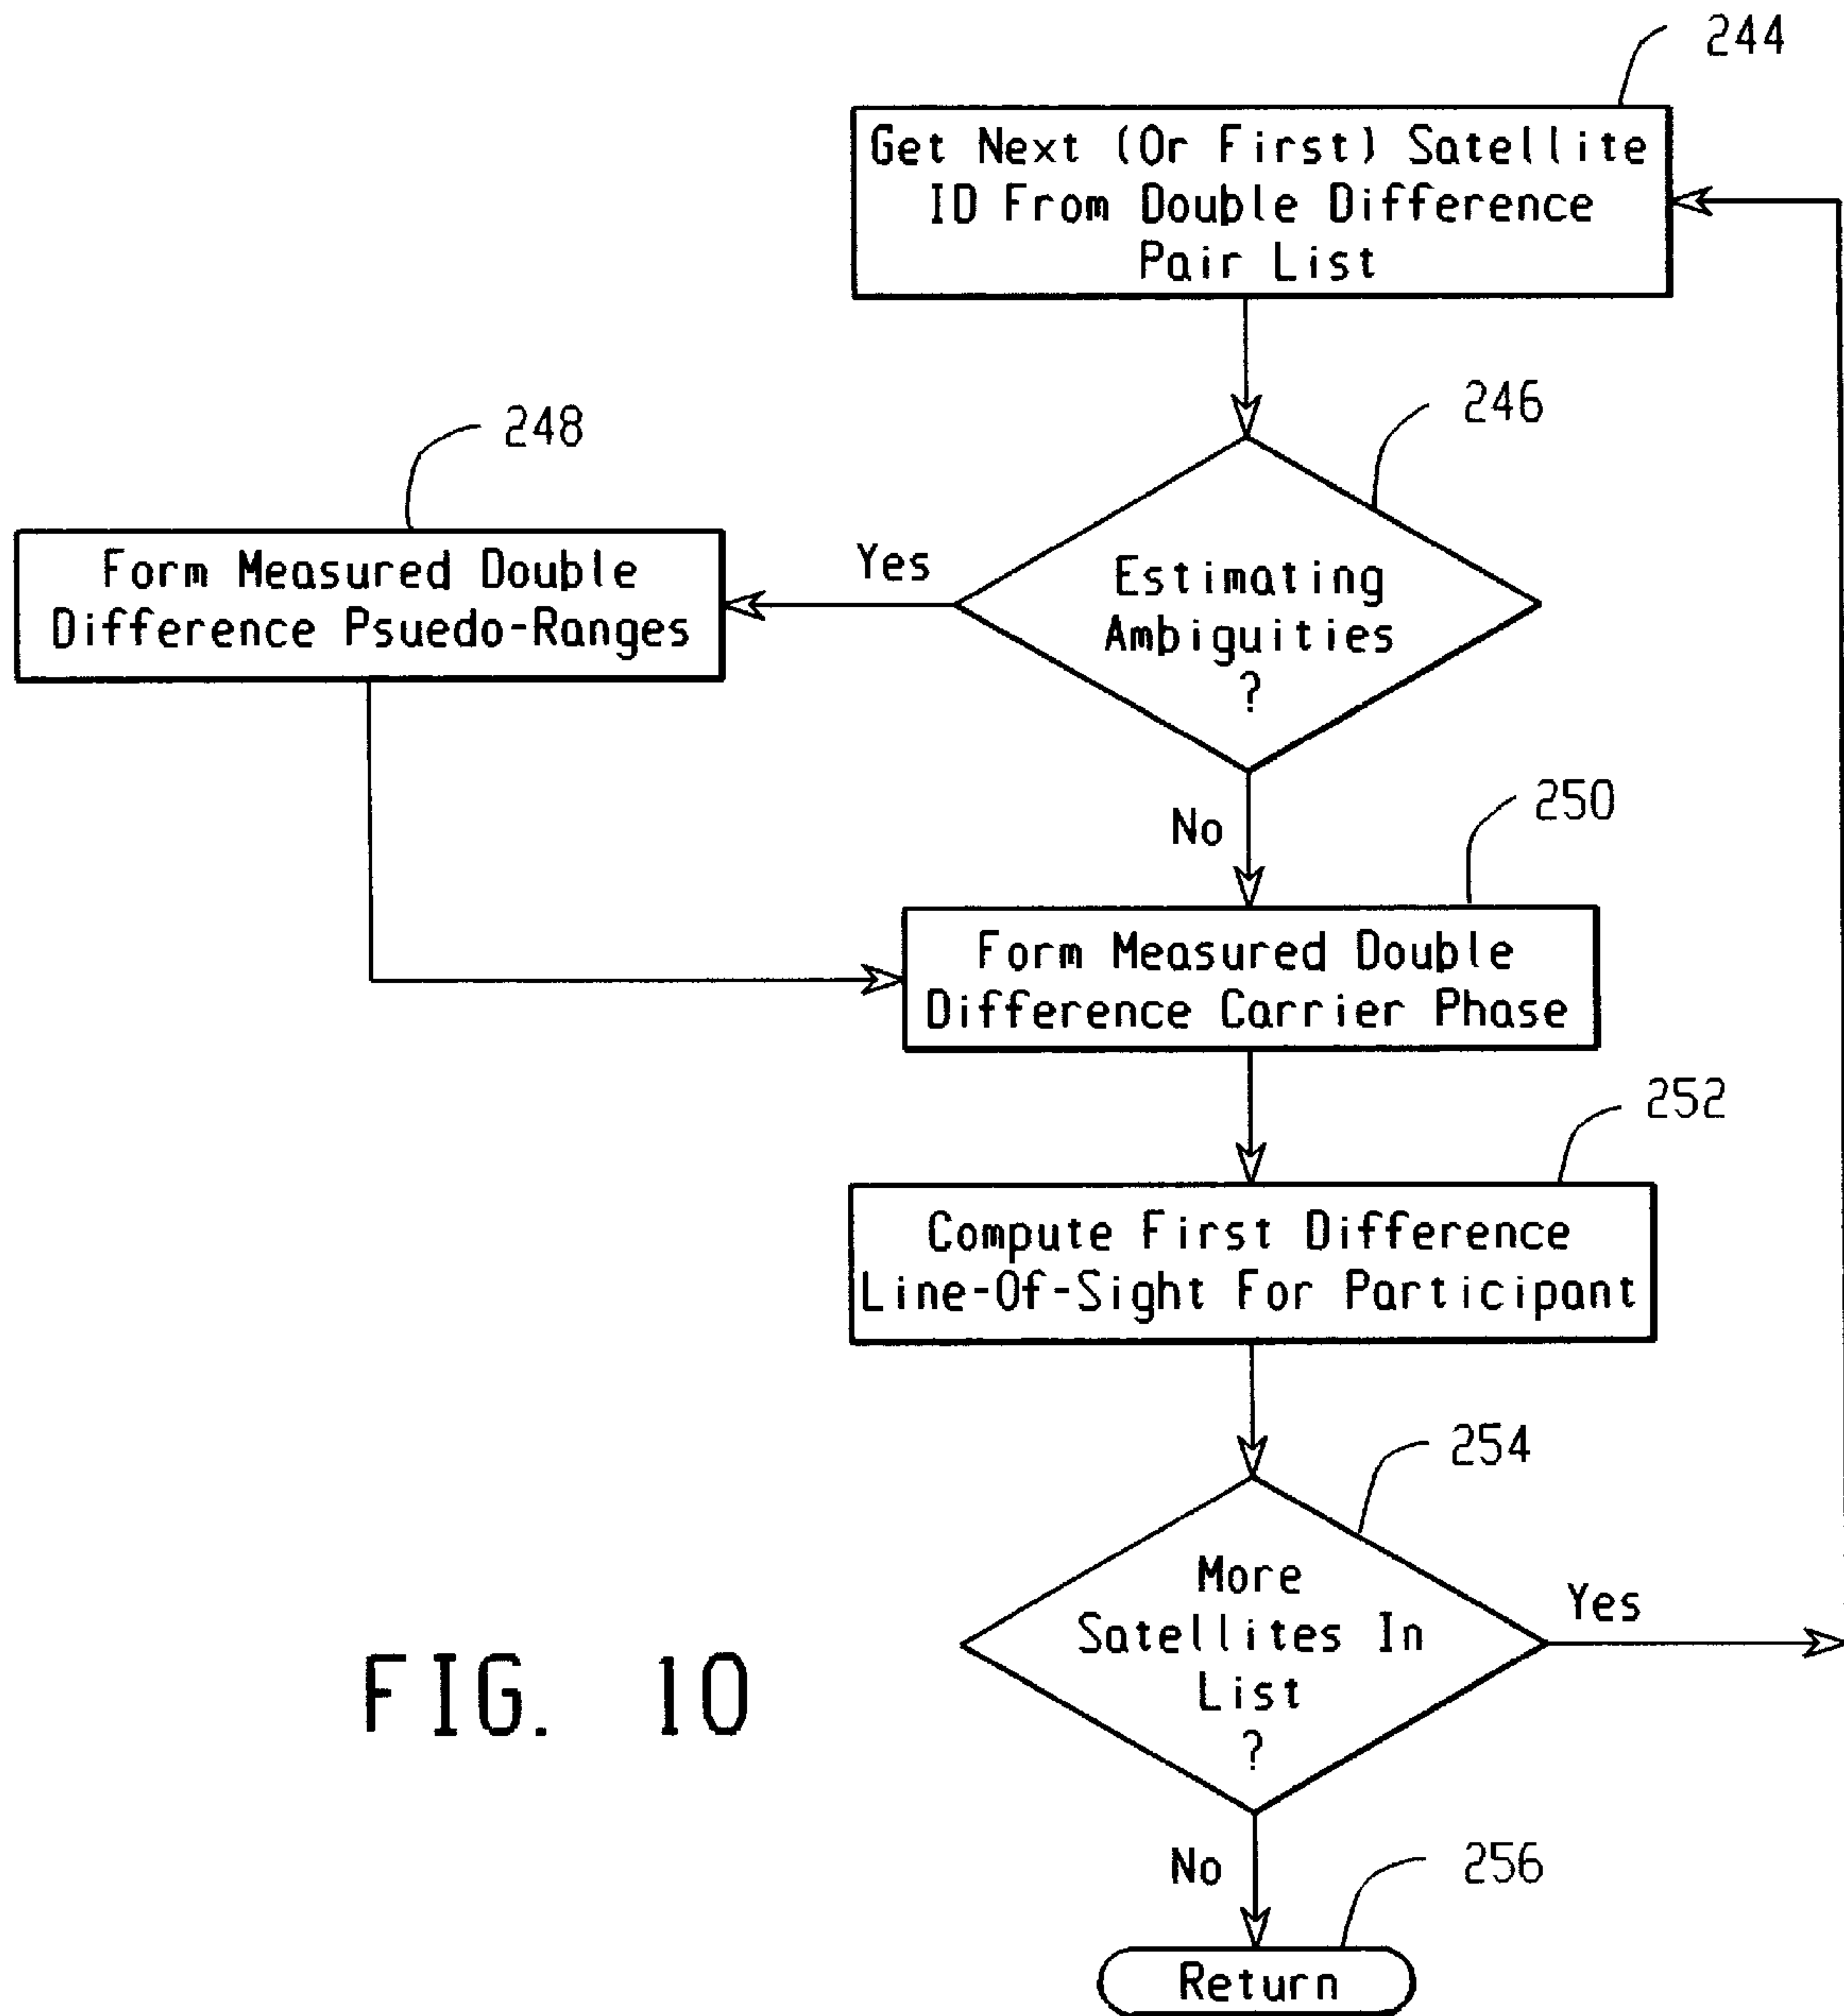 244
Get Next (Or First) Satellite
ID From Double Difference
Pair List
246
248
Yes
Estimating
Ambiguities
?
Form Measured Double
Difference Psuedo-Ranges
No
250
Form Measured Double
Difference Carrier Phase
252
Compute First Difference
Line-Of-Sight For Participant
254
More
Satellites In
List
?
Yes
FIG. 10
No
256
Return